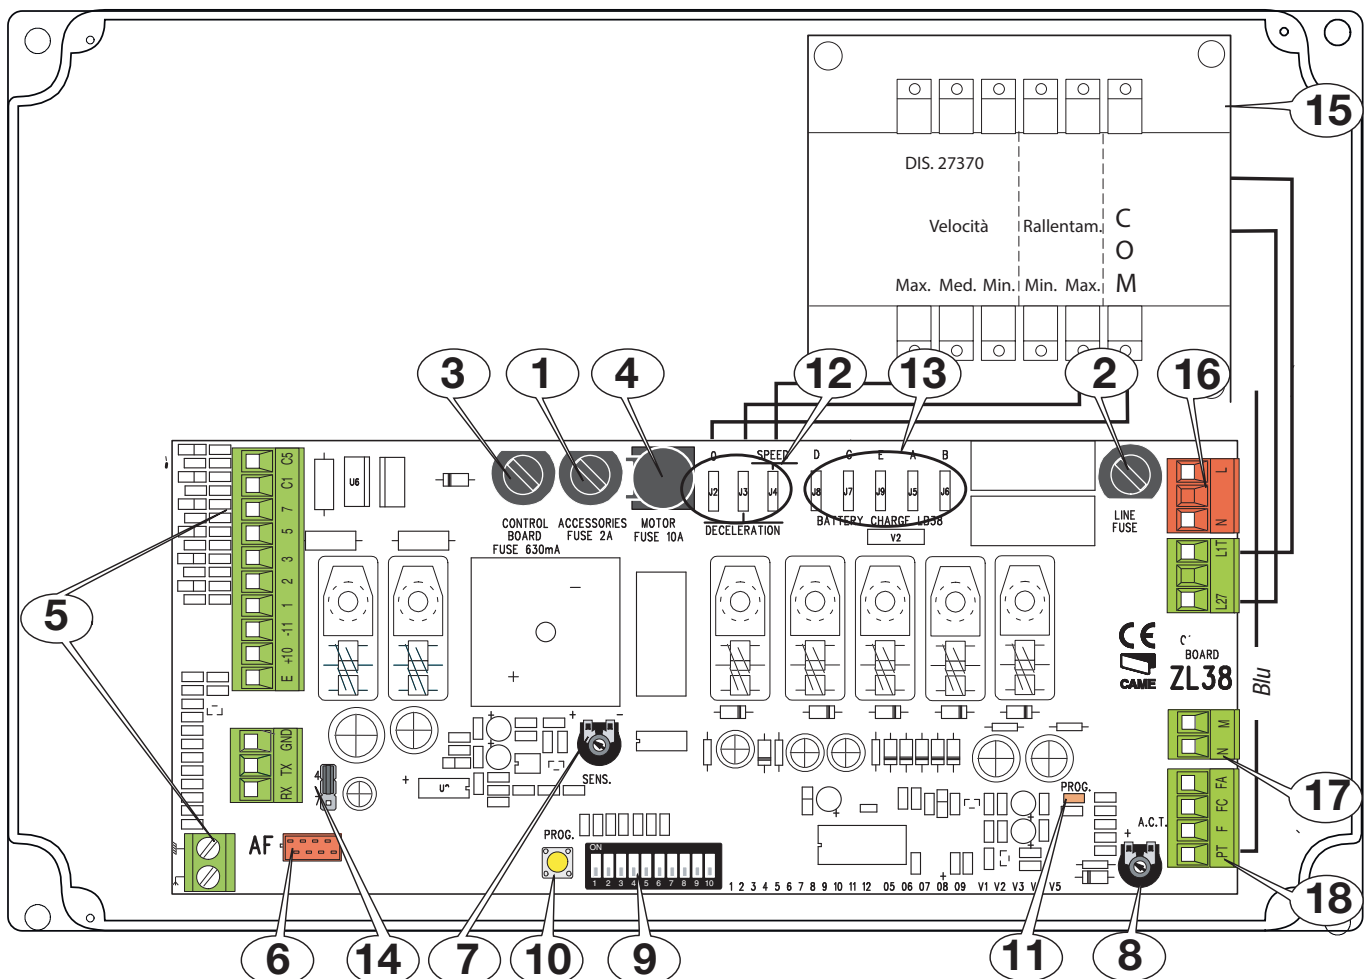 15
DIS. 27370
Velocità
Rallentam.
C
O
M
Max. Med. Min. Min. Max.
3
1
4
12
13
2
16
O
SPEED
D C E A B
J2 J3 J4
J8 J7 J9 J5 J6
CONTROL
BOARD
FUSE 630mA
ACCESSORIES
FUSE 2A
MOTOR
FUSE 10A
DECELERATION
BATTERY CHARGE LB38
V2
LINE
FUSE
U6
C5
C1
7
5
3
2
1
-11
+10
E
5
L
N
L1T
L27
CE
CAME
BOARD
ZL38
Blu
GND
TX
RX
4
7
+
-
SENS.
AF
PROG.
ON
1 2 3 4 5 6 7 8 9 10
1 2 3 4 5 6 7 8 9 10 11 12 05 06 07 08 09 V1 V2 V3 V5
PROG.
A.C.T.
+
M
N
FA
FC
F
PT
17
18
6
14
7
10
9
11
8